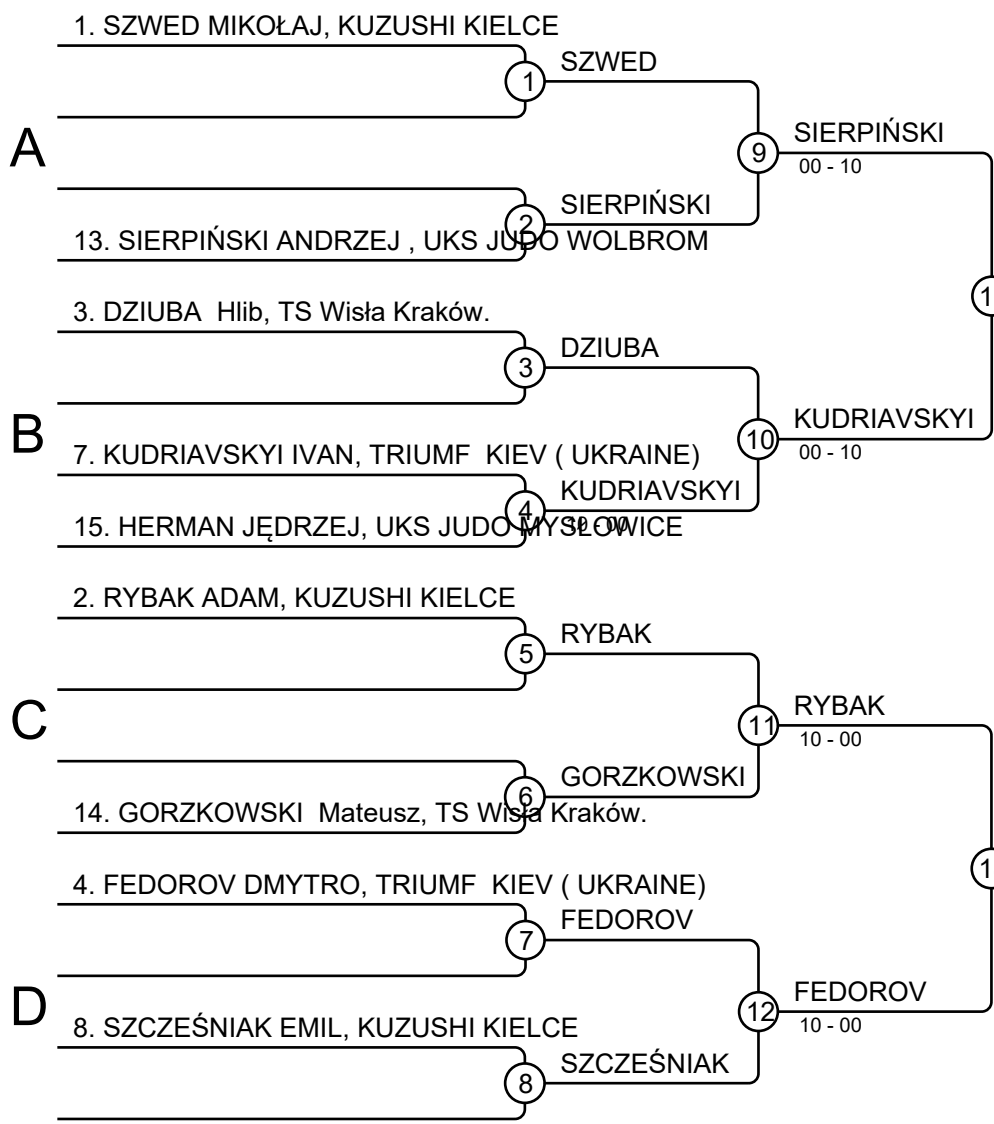 1. SZWED MIKOŁAJ, KUZUSHI KIELCE
SZWED
1
A
SIERPIŃSKI
9
00 - 10
SIERPIŃSKI
2
13. SIERPIŃSKI ANDRZEJ , UKS JUDO WOLBROM
1
3. DZIUBA  Hlib, TS Wisła Kraków.
DZIUBA
3
B
KUDRIAVSKYI
10
00 - 10
7. KUDRIAVSKYI IVAN, TRIUMF  KIEV ( UKRAINE)
KUDRIAVSKYI
4
10 - 00
15. HERMAN JĘDRZEJ, UKS JUDO MYSŁOWICE
2. RYBAK ADAM, KUZUSHI KIELCE
RYBAK
5
C
RYBAK
11
10 - 00
GORZKOWSKI
6
14. GORZKOWSKI  Mateusz, TS Wisła Kraków.
1
4. FEDOROV DMYTRO, TRIUMF  KIEV ( UKRAINE)
FEDOROV
7
D
FEDOROV
12
10 - 00
8. SZCZEŚNIAK EMIL, KUZUSHI KIELCE
SZCZEŚNIAK
8